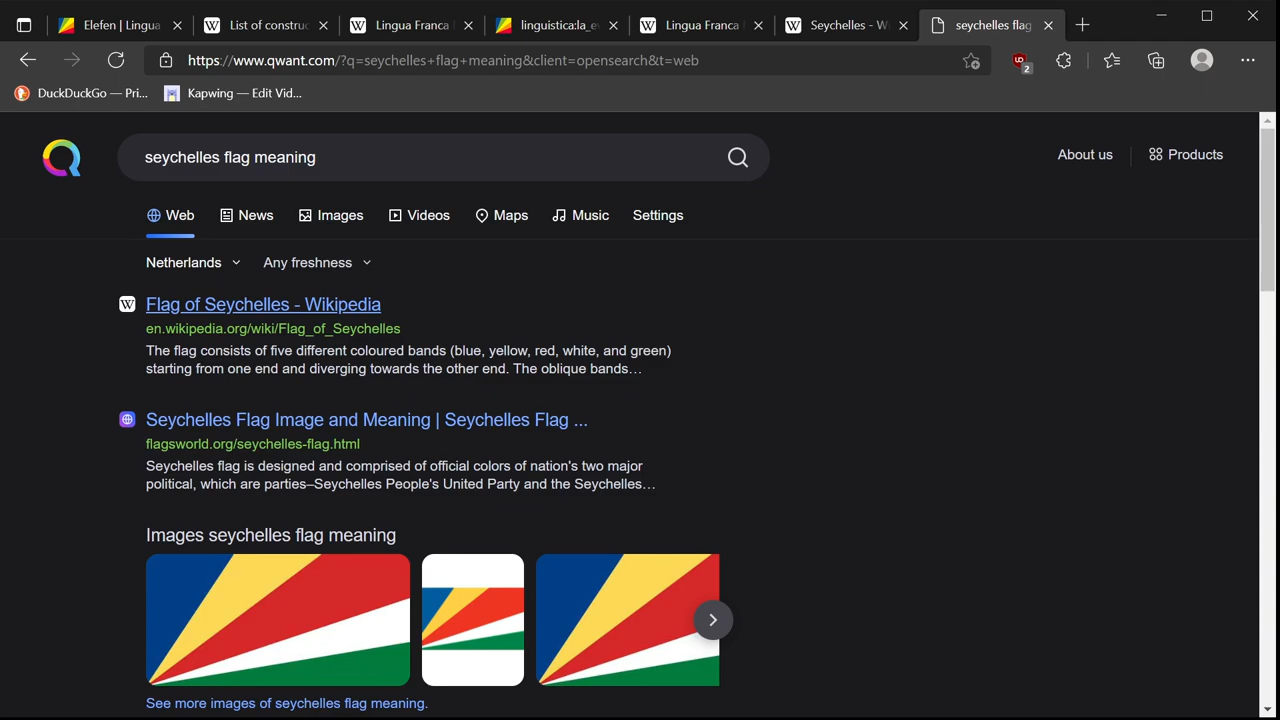 Elefen | Lingua
List of construc
Lingua Franca
linguistica:la_e
Lingua Franca
Seychelles - W
seychelles flag
https://www.qwant.com/?q=seychelles+flag+meaning&client=opensearch&t=web
2
DuckDuckGo — Pri...
Kapwing — Edit Vid...
seychelles flag meaning
About us
Products
Web
News
Images
Videos
Maps
Music
Settings
Netherlands
Any freshness
W
Flag of Seychelles - Wikipedia
en.wikipedia.org/wiki/Flag_of_Seychelles
The flag consists of five different coloured bands (blue, yellow, red, white, and green)
starting from one end and diverging towards the other end. The oblique bands…
Seychelles Flag Image and Meaning | Seychelles Flag ...
flagsworld.org/seychelles-flag.html
Seychelles flag is designed and comprised of official colors of nation's two major
political, which are parties–Seychelles People's United Party and the Seychelles…
Images seychelles flag meaning
See more images of seychelles flag meaning.